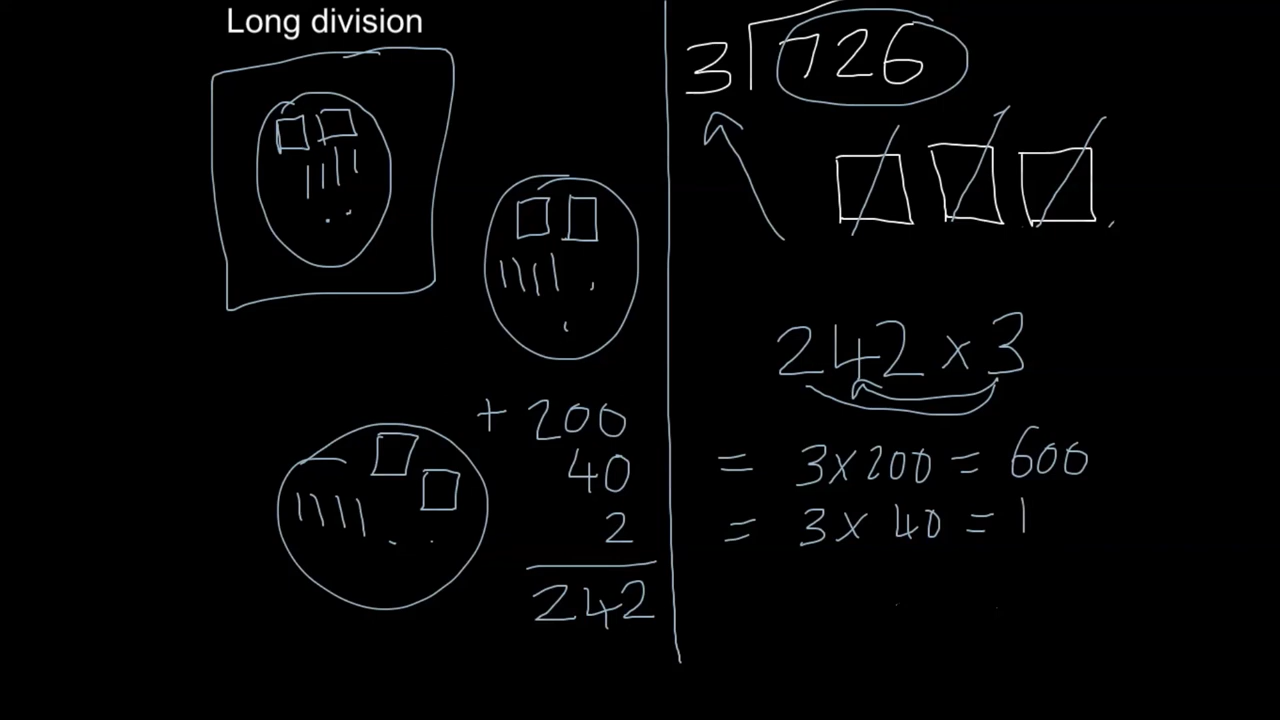 Long division
+ 200
40
2
242
3 726
242 x 3
= 3 x 200 = 600
= 3 x 40 = 1